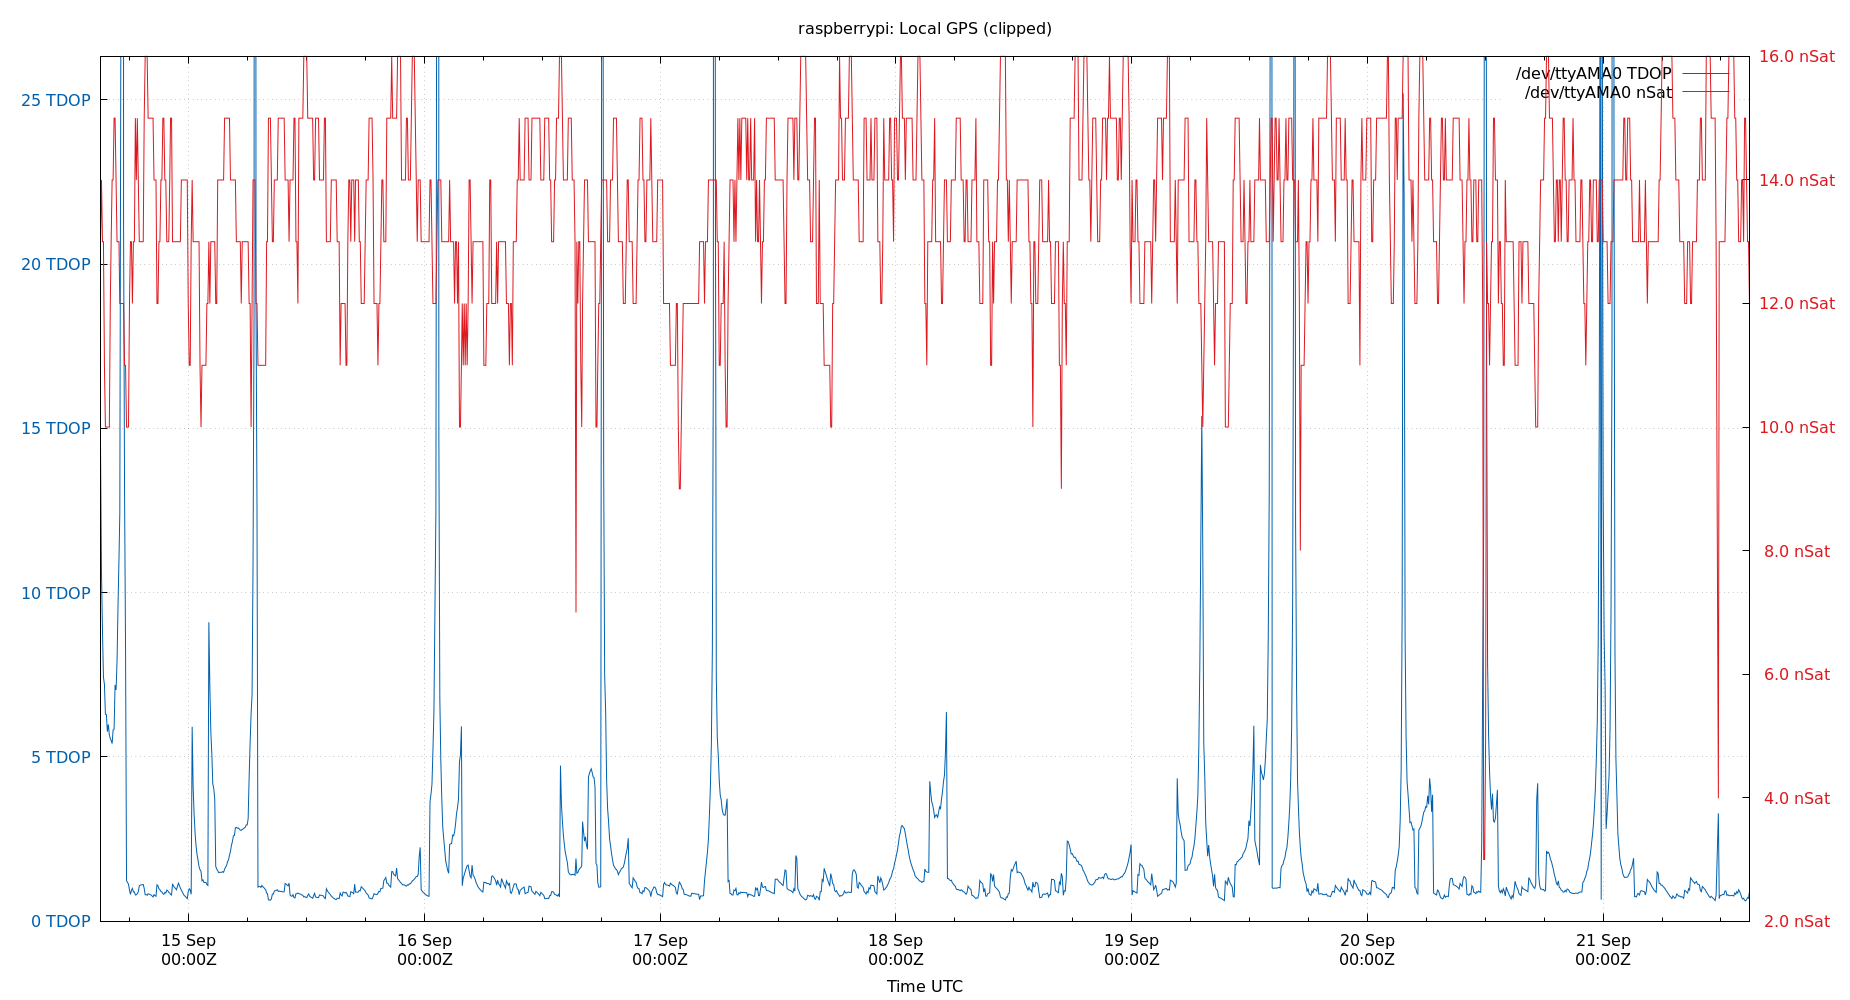 raspberrypi: Local GPS (clipped)
/dev/ttyAMA0 TDOP
/dev/ttyAMA0 nSat
25 TDOP
20 TDOP
15 TDOP
10 TDOP
5 TDOP
0 TDOP
16.0 nSat
14.0 nSat
12.0 nSat
10.0 nSat
8.0 nSat
6.0 nSat
4.0 nSat
2.0 nSat
15 Sep
00:00Z
16 Sep
00:00Z
17 Sep
00:00Z
18 Sep
00:00Z
19 Sep
00:00Z
20 Sep
00:00Z
21 Sep
00:00Z
Time UTC